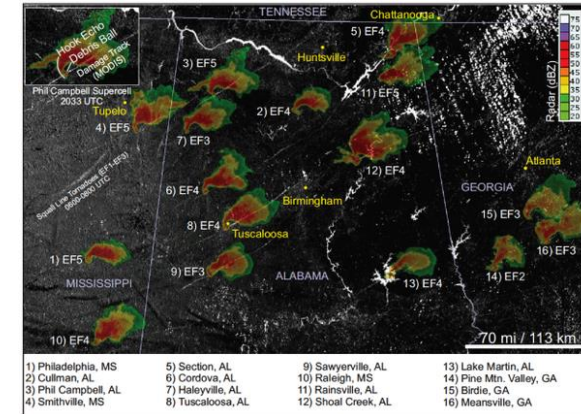 TENNESSEE
Chattanooga
5) EF4
Huntsville
Hook-Echo
Debris Ball
Damage Track
(MODIS)
Phil Campbell Supercell
2033 UTC
3) EF5
11) EF5
2) EF4
Tupelo
4) EF5
7) EF3
12) EF4
Squall Line Tornadoes (EF1-EF3)
0800-0600 UTC
6) EF4
Birmingham
8) EF4
Tuscaloosa
Atlanta
GEORGIA
15) EF3
16) EF3
1) EF5
9) EF3
MISSISSIPPI
ALABAMA
13) EF4
14) EF2
10) EF4
70 mi / 113 km
Radar (dBZ)
70
65
60
55
50
45
40
35
30
25
20
1) Philadelphia, MS
2) Cullman, AL
3) Phil Campbell, AL
4) Smithville, MS
5) Section, AL
6) Cordova, AL
7) Haleyville, AL
8) Tuscaloosa, AL
9) Sawyerville, AL
10) Raleigh, MS
11) Rainsville, AL
12) Shoal Creek, AL
13) Lake Martin, AL
14) Pine Mtn. Valley, GA
15) Birdie, GA
16) Meansville, GA